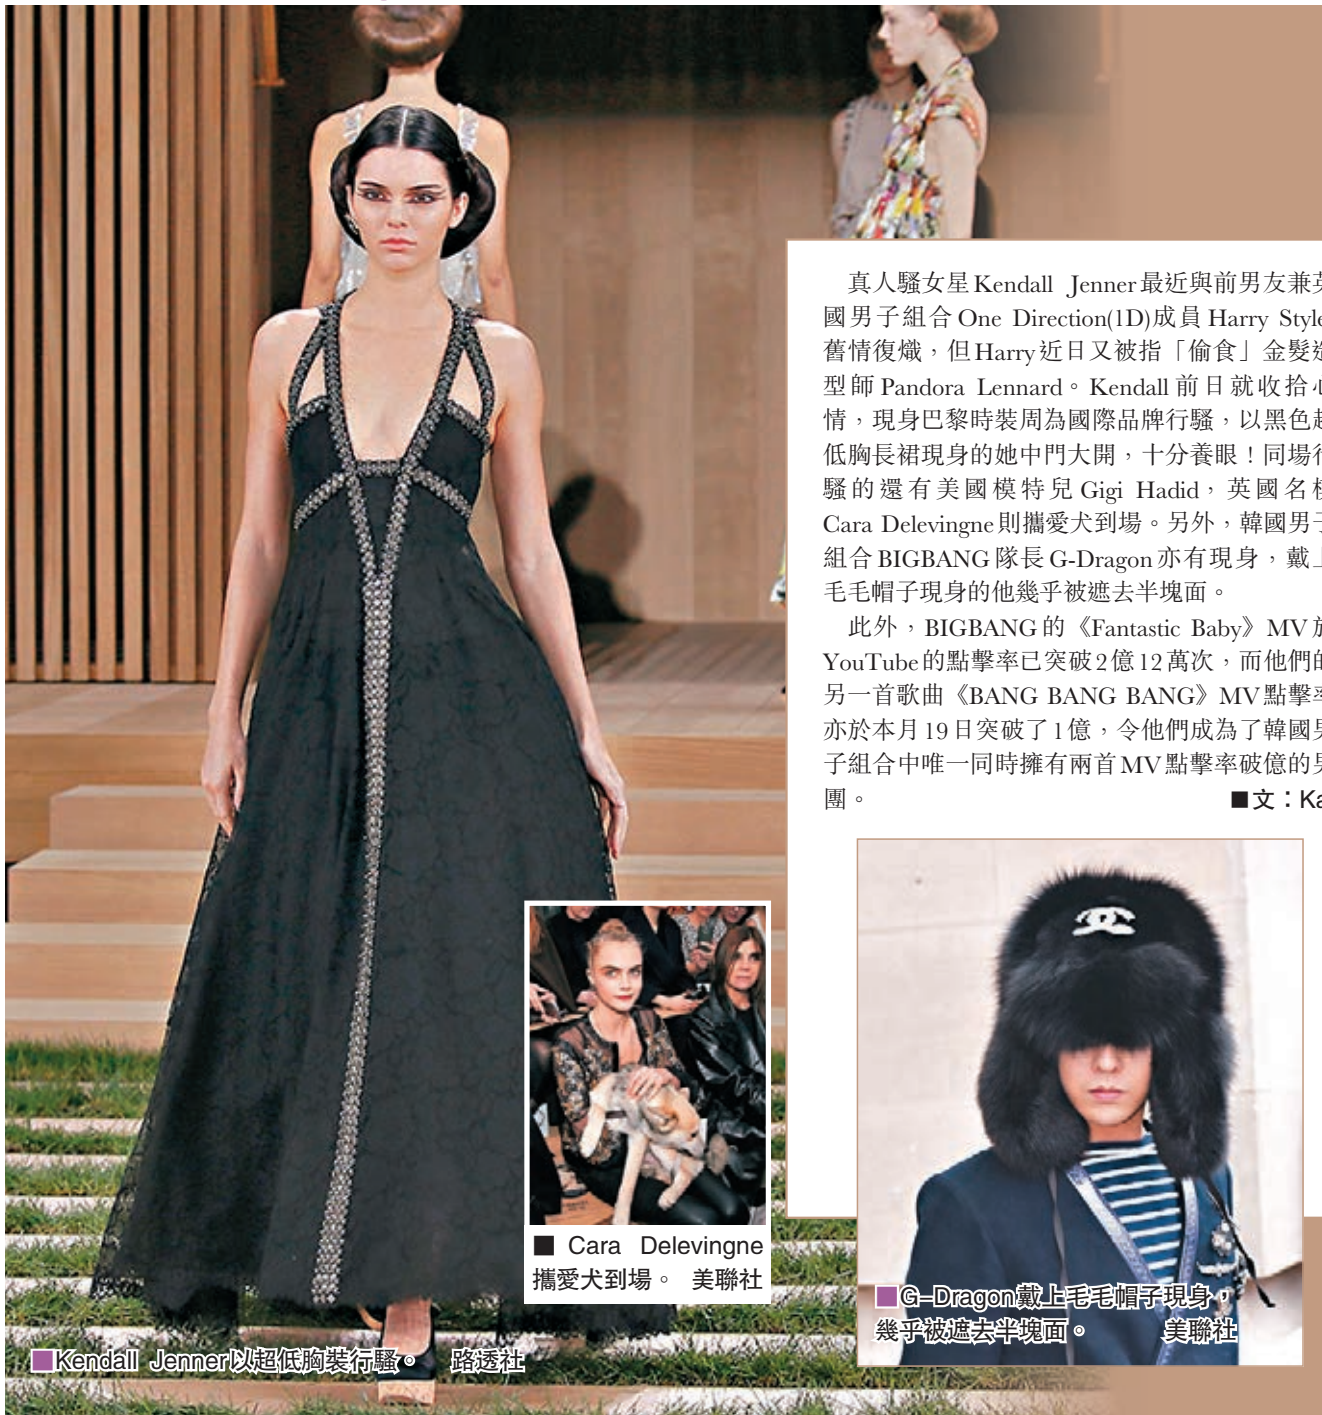 真人騷女星Kendall Jenner最近與前男友兼英
國男子組合One Direction(1D)成員Harry Style
舊情復熾，但Harry近日又被指「偷食」金髮造
型師Pandora Lennard。Kendall前日就收拾心
情，現身巴黎時裝周為國際品牌行騷，以黑色超
低胸長裙現身的她中門大開，十分養眼！同場行
騷的還有美國模特兒Gigi Hadid，英國名模
Cara Delevingne則攜愛犬到場。另外，韓國男子
組合BIGBANG隊長G-Dragon亦有現身，戴上
毛毛帽子現身的他幾乎被遮去半塊面。
此外，BIGBANG的《Fantastic Baby》MV於
YouTube的點擊率已突破2億12萬次，而他們的
另一首歌曲《BANG BANG BANG》MV點擊率
亦於本月19日突破了1億，令他們成為了韓國男
子組合中唯一同時擁有兩首MV點擊率破億的男
團。 ■文：Ka
■ Cara Delevingne
攜愛犬到場。 美聯社
■G-Dragon戴上毛毛帽子現身，
幾乎被遮去半塊面。 美聯社
■Kendall Jenner以超低胸裝行騷。 路透社